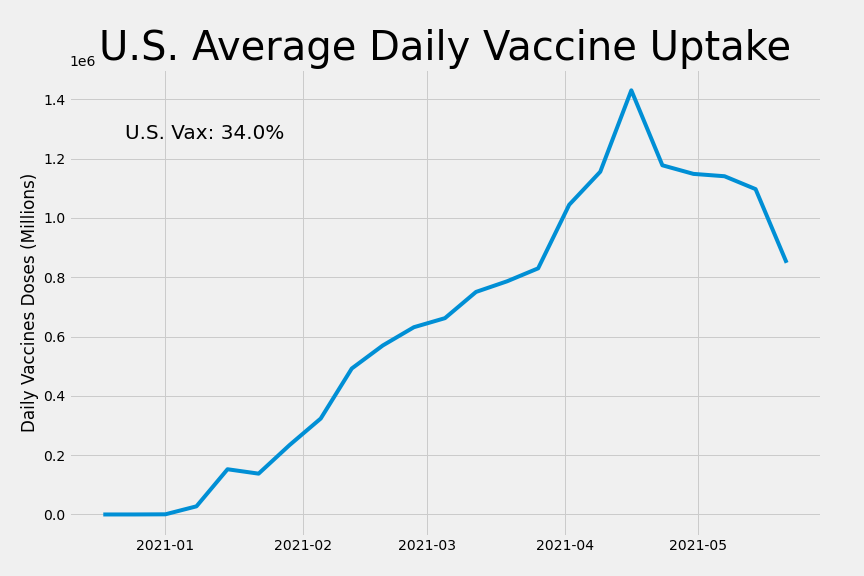 U.S. Average Daily Vaccine Uptake
1e6
U.S. Vax: 34.0%
Daily Vaccines Doses (Millions)
1.4
1.2
1.0
0.8
0.6
0.4
0.2
0.0
2021-01 2021-02 2021-03 2021-04 2021-05